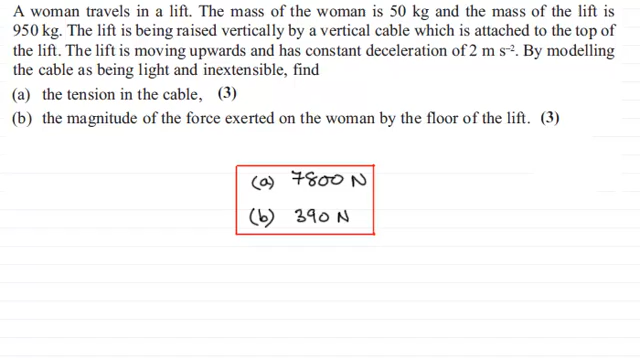 A woman travels in a lift. The mass of the woman is 50 kg and the mass of the lift is
950 kg. The lift is being raised vertically by a vertical cable which is attached to the top of
the lift. The lift is moving upwards and has constant deceleration of 2 m s⁻². By modelling
the cable as being light and inextensible, find
(a) the tension in the cable, (3)
(b) the magnitude of the force exerted on the woman by the floor of the lift. (3)
(a) 7800 N
(b) 390 N